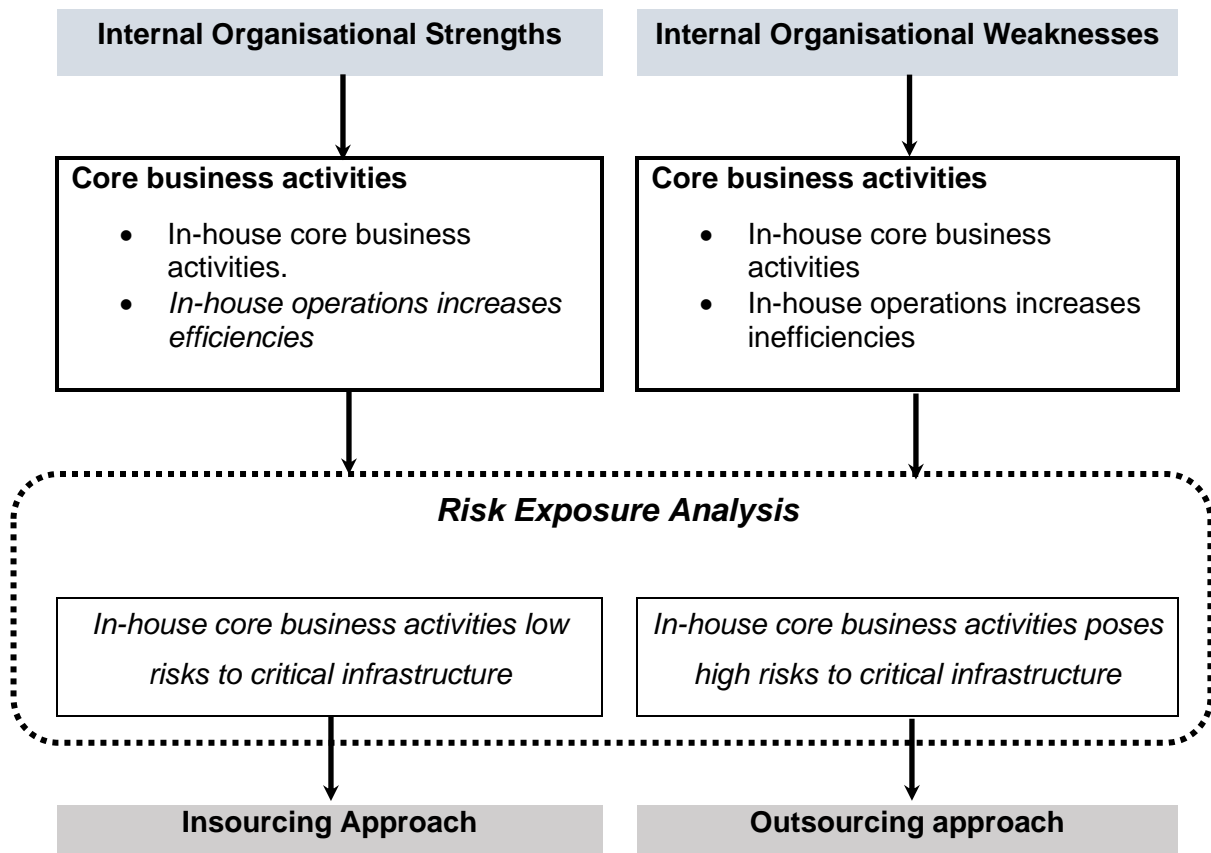 Internal Organisational Strengths
Internal Organisational Weaknesses
Core business activities
• In-house core business
activities.
• In-house operations increases
efficiencies
Core business activities
• In-house core business
activities
• In-house operations increases
inefficiencies
Risk Exposure Analysis
In-house core business activities low
risks to critical infrastructure
In-house core business activities poses
high risks to critical infrastructure
Insourcing Approach
Outsourcing approach